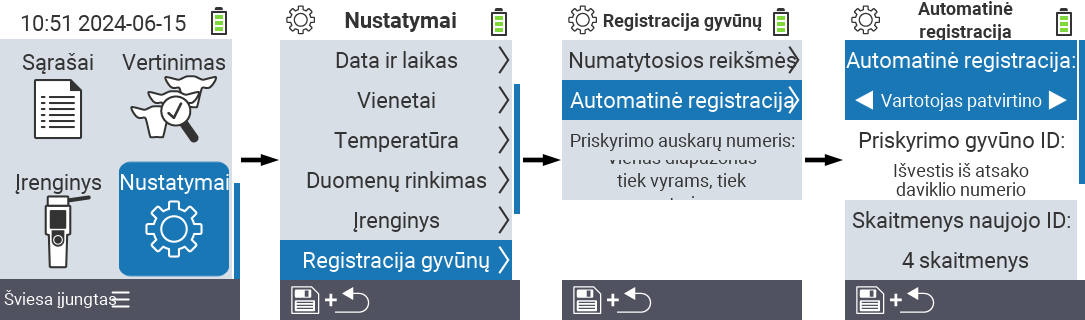 10:51 2024-06-15
Sąrašai
Vertinimas
Įrenginys
Nustatymai
Šviesa įjungtas
Nustatymai
Data ir laikas
Vienetai
Temperatūra
Duomenų rinkimas
Įrenginys
Registracija gyvūnų
Registracija gyvūnų
Numatytosios reikšmės
Automatinė registracija
Priskyrimo auskarų numeris:
Vienas diapazonas
tiek vyrams, tiek
Automatinė
registracija
Automatinė registracija:
Vartotojas patvirtino
Priskyrimo gyvūno ID:
Išvestis iš atsako
daviklio numerio
Skaitmenys naujojo ID:
4 skaitmenys